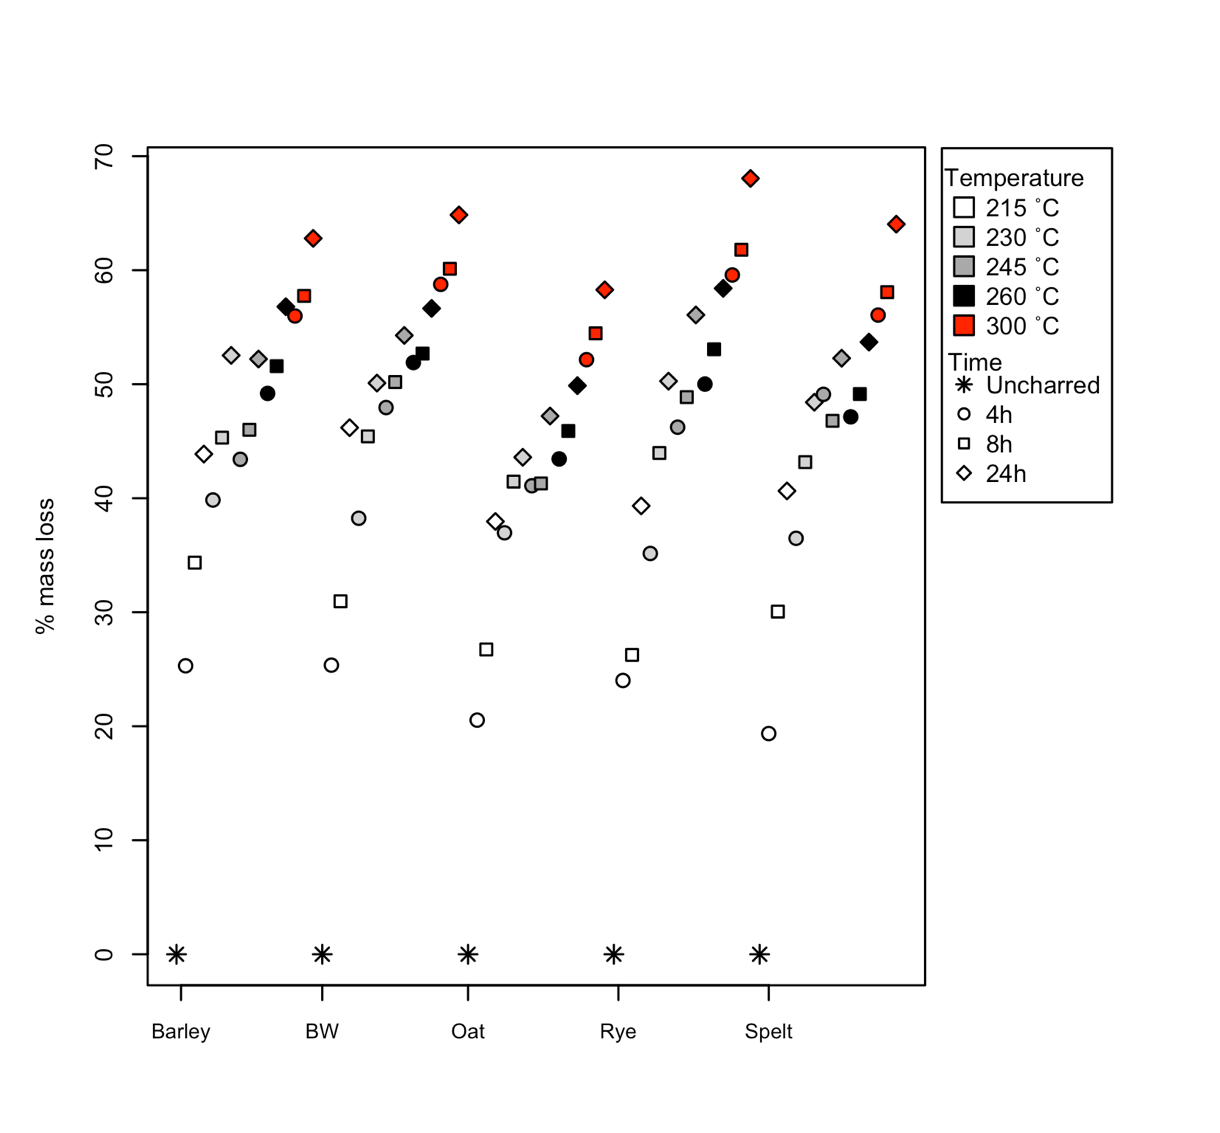 70
60
50
40
30
20
10
0
% mass loss
Barley BW Oat Rye Spelt
Temperature
215 °C
230 °C
245 °C
260 °C
300 °C
Time
Uncharred
4h
8h
24h